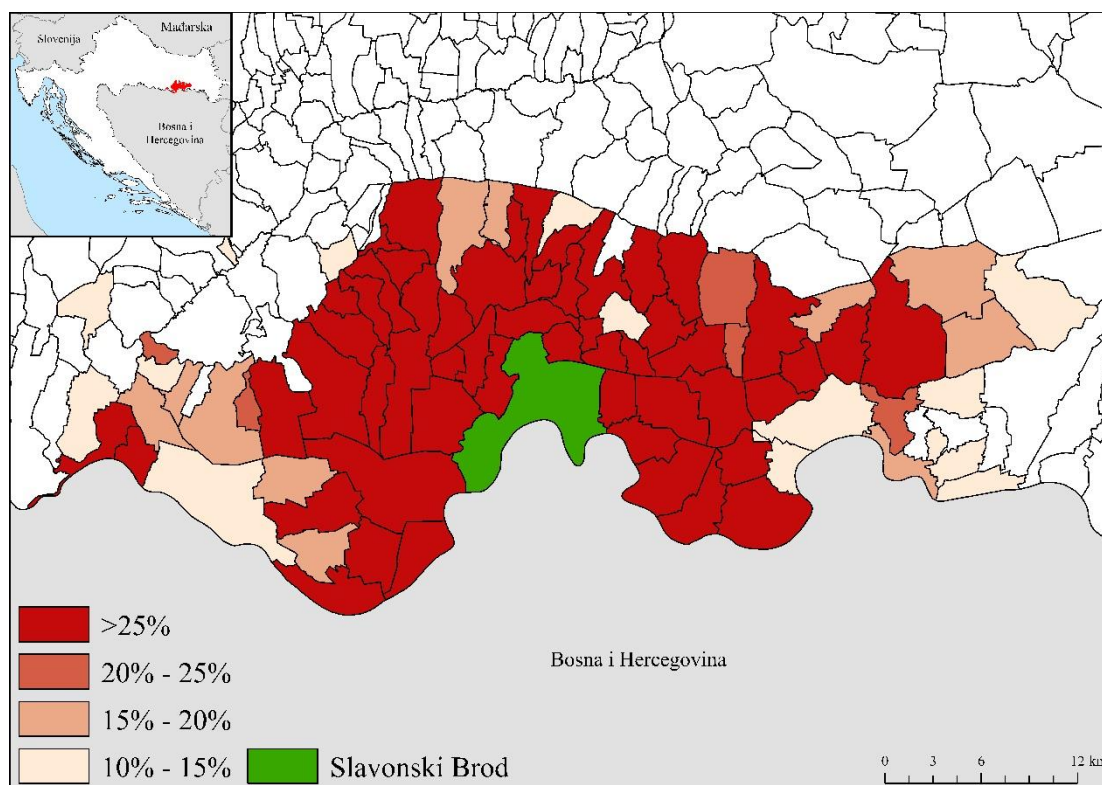 Mađarska
Slovenija
Bosna i
Hercegovina
Bosna i Hercegovina
>25%
20% - 25%
15% - 20%
10% - 15%
Slavonski Brod
0 3 6 12 km